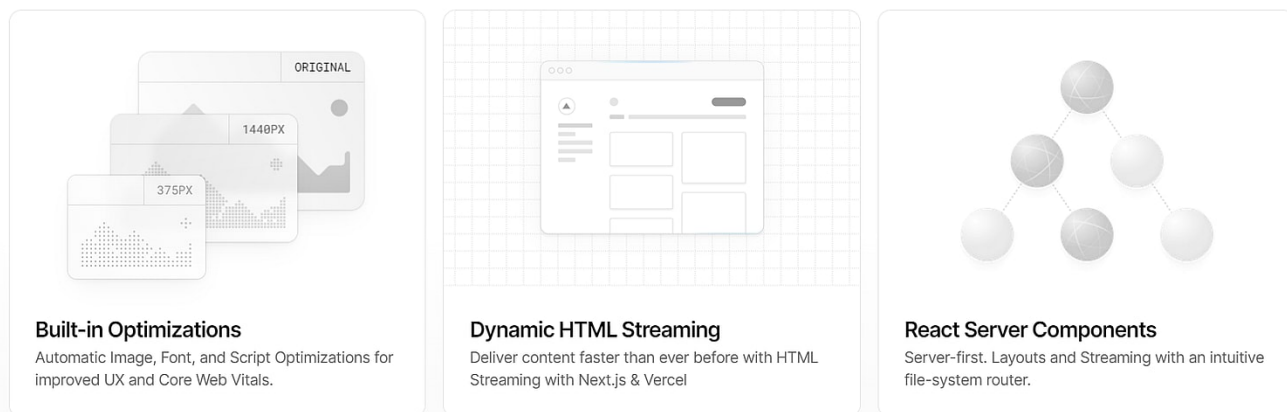 ORIGINAL
1440PX
375PX
Built-in Optimizations
Automatic Image, Font, and Script Optimizations for
improved UX and Core Web Vitals.
Dynamic HTML Streaming
Deliver content faster than ever before with HTML
Streaming with Next.js & Vercel
React Server Components
Server-first. Layouts and Streaming with an intuitive
file-system router.